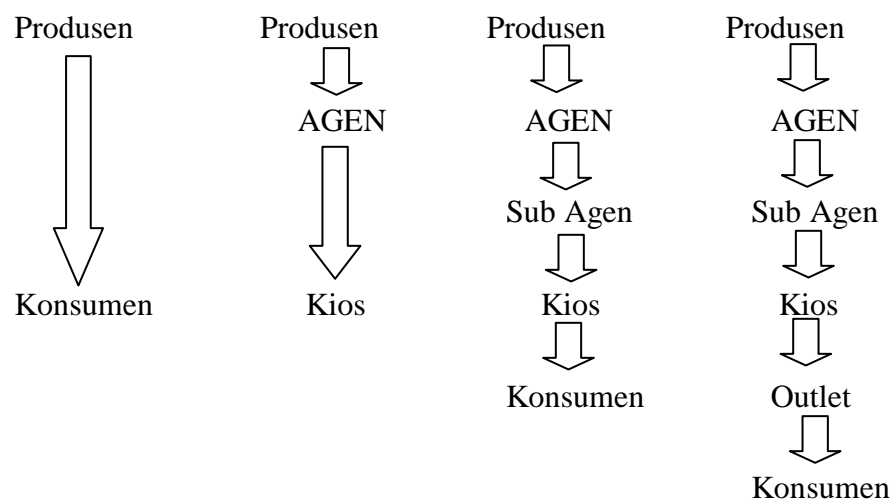 Produsen Produsen Produsen Produsen
AGEN AGEN AGEN
Sub Agen Sub Agen
Konsumen Kios Kios Kios
Konsumen Outlet
Konsumen